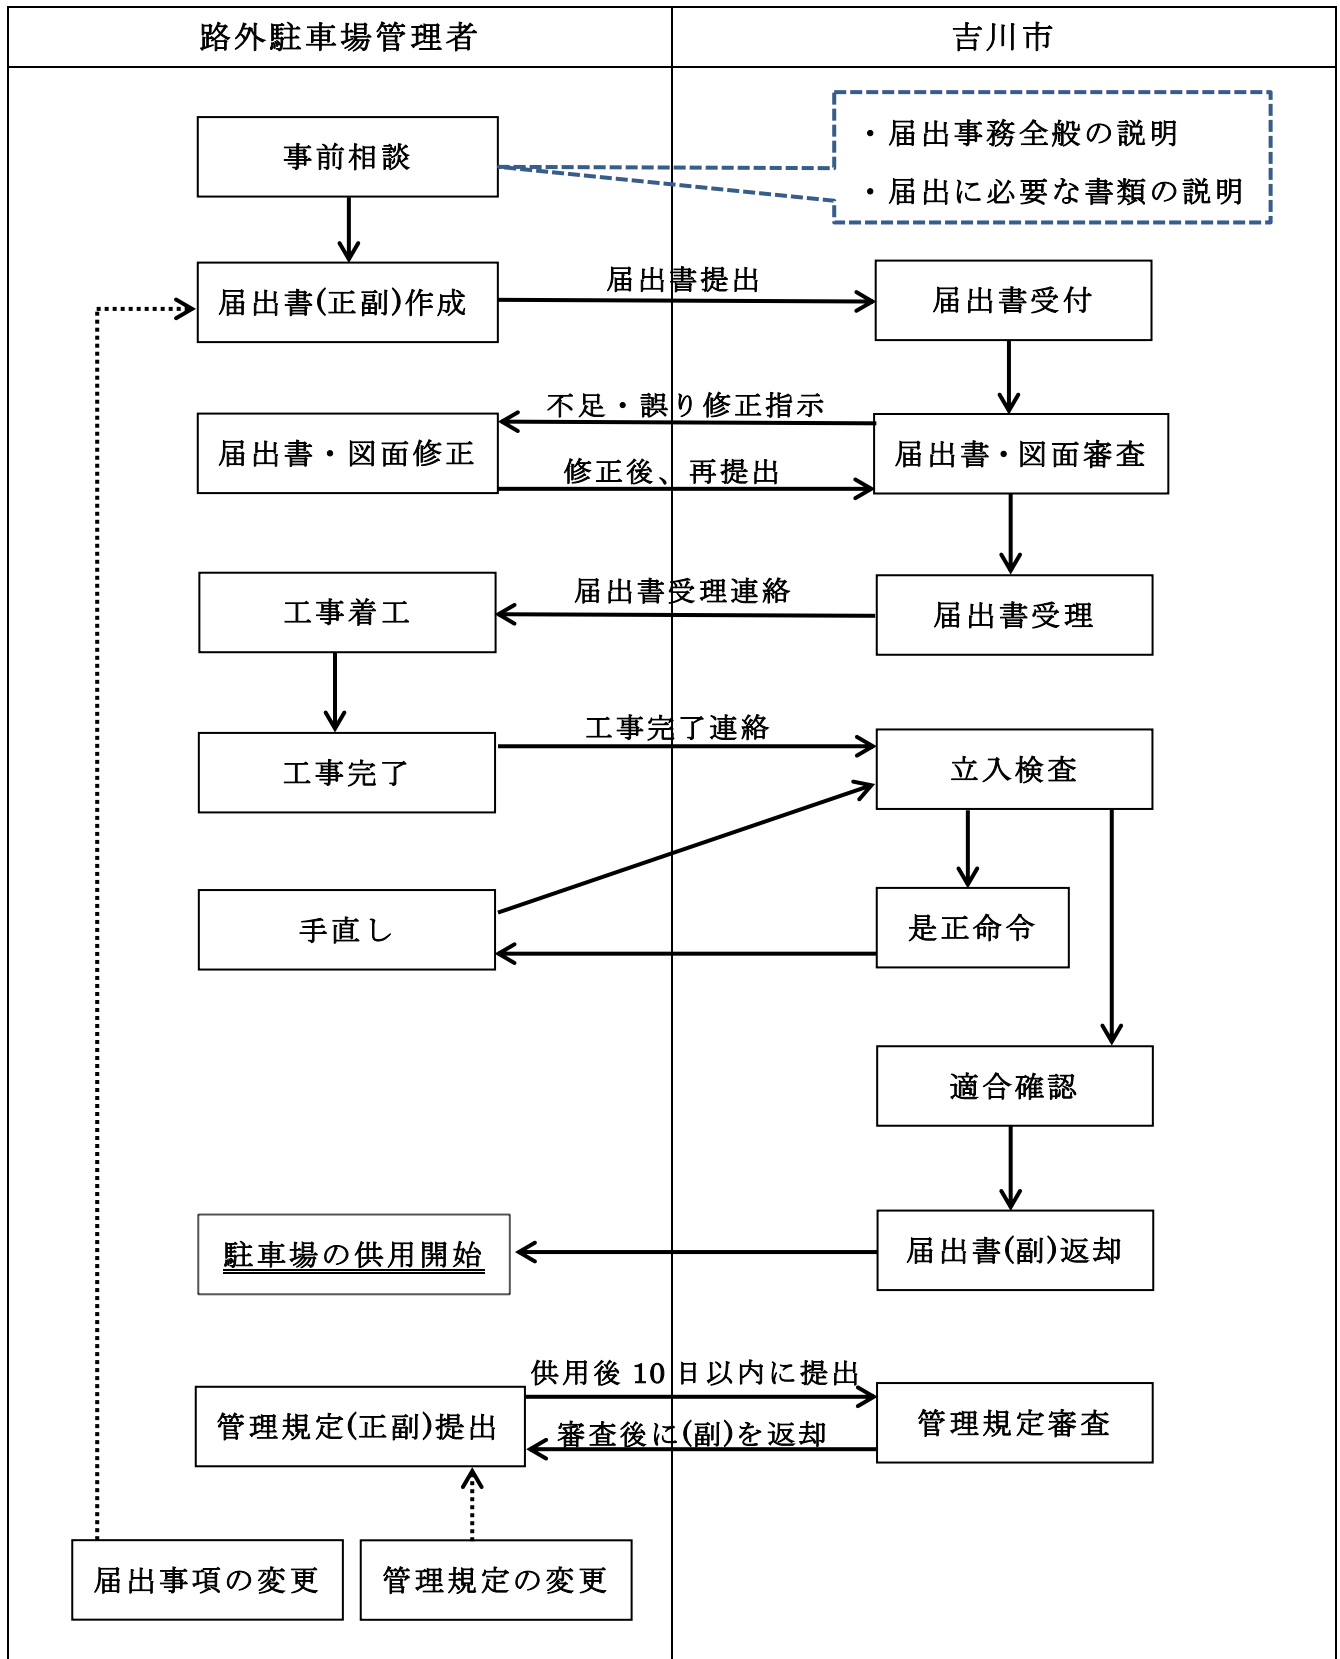 路外駐車場管理者
吉川市
事前相談
・届出事務全般の説明
・届出に必要な書類の説明
届出書(正副)作成
届出書提出
届出書受付
不足・誤り修正指示
届出書・図面修正
修正後、再提出
届出書・図面審査
工事着工
届出書受理連絡
届出書受理
工事完了連絡
工事完了
立入検査
手直し
是正命令
適合確認
駐車場の供用開始
届出書(副)返却
供用後 10 日以内に提出
管理規定(正副)提出
審査後に(副)を返却
管理規定審査
届出事項の変更
管理規定の変更